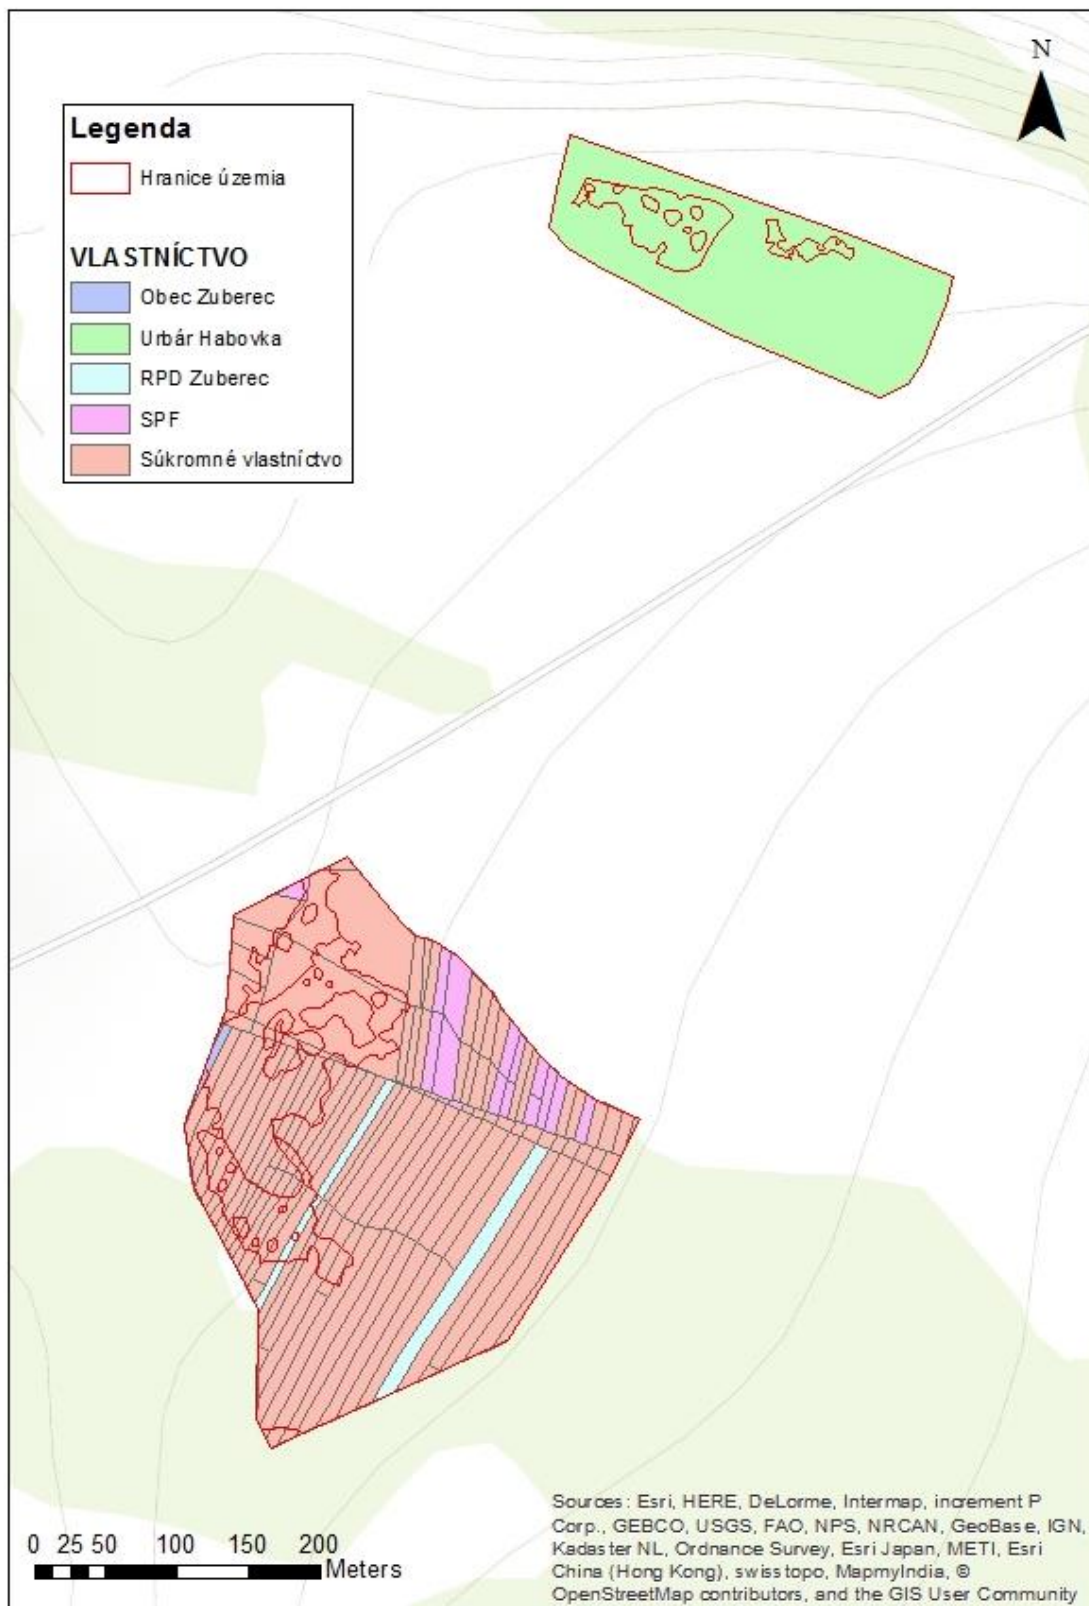 N
Legenda
Hranice územia
VLASTNÍCTVO
Obec Zuberec
Urbár Habovka
RPD Zuberec
SPF
Súkromné vlastníctvo
0 25 50 100 150 200
Meters
Sources: Esri, HERE, DeLorme, Intermap, increment P
Corp., GEBCO, USGS, FAO, NPS, NRCAN, GeoBase, IGN,
Kadaster NL, Ordnance Survey, Esri Japan, METI, Esri
China (Hong Kong), swisstopo, MapmyIndia, ©
OpenStreetMap contributors, and the GIS User Community